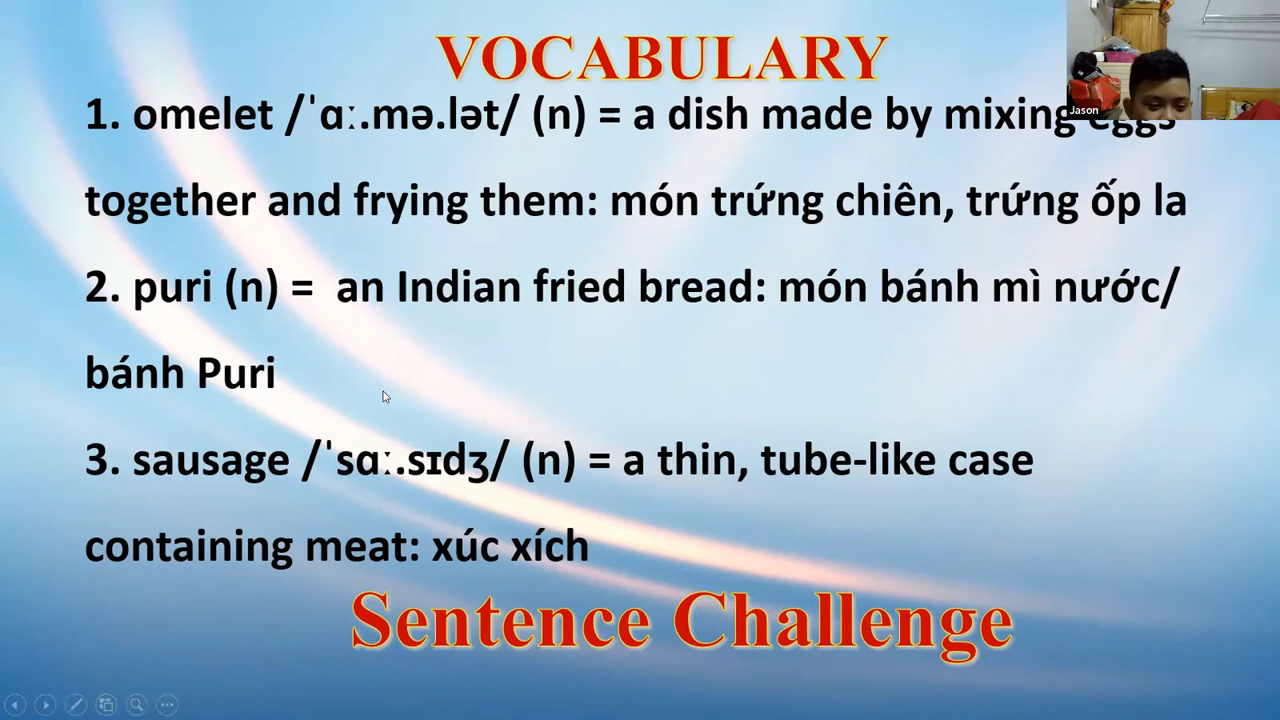 VOCABULARY
1. omelet /ˈɑː.mə.lət/ (n) = a dish made by mixing eggs
Jason
together and frying them: món trứng chiên, trứng ốp la
2. puri (n) = an Indian fried bread: món bánh mì nước/
bánh Puri
3. sausage /ˈsɑː.sɪdʒ/ (n) = a thin, tube-like case
containing meat: xúc xích
Sentence Challenge